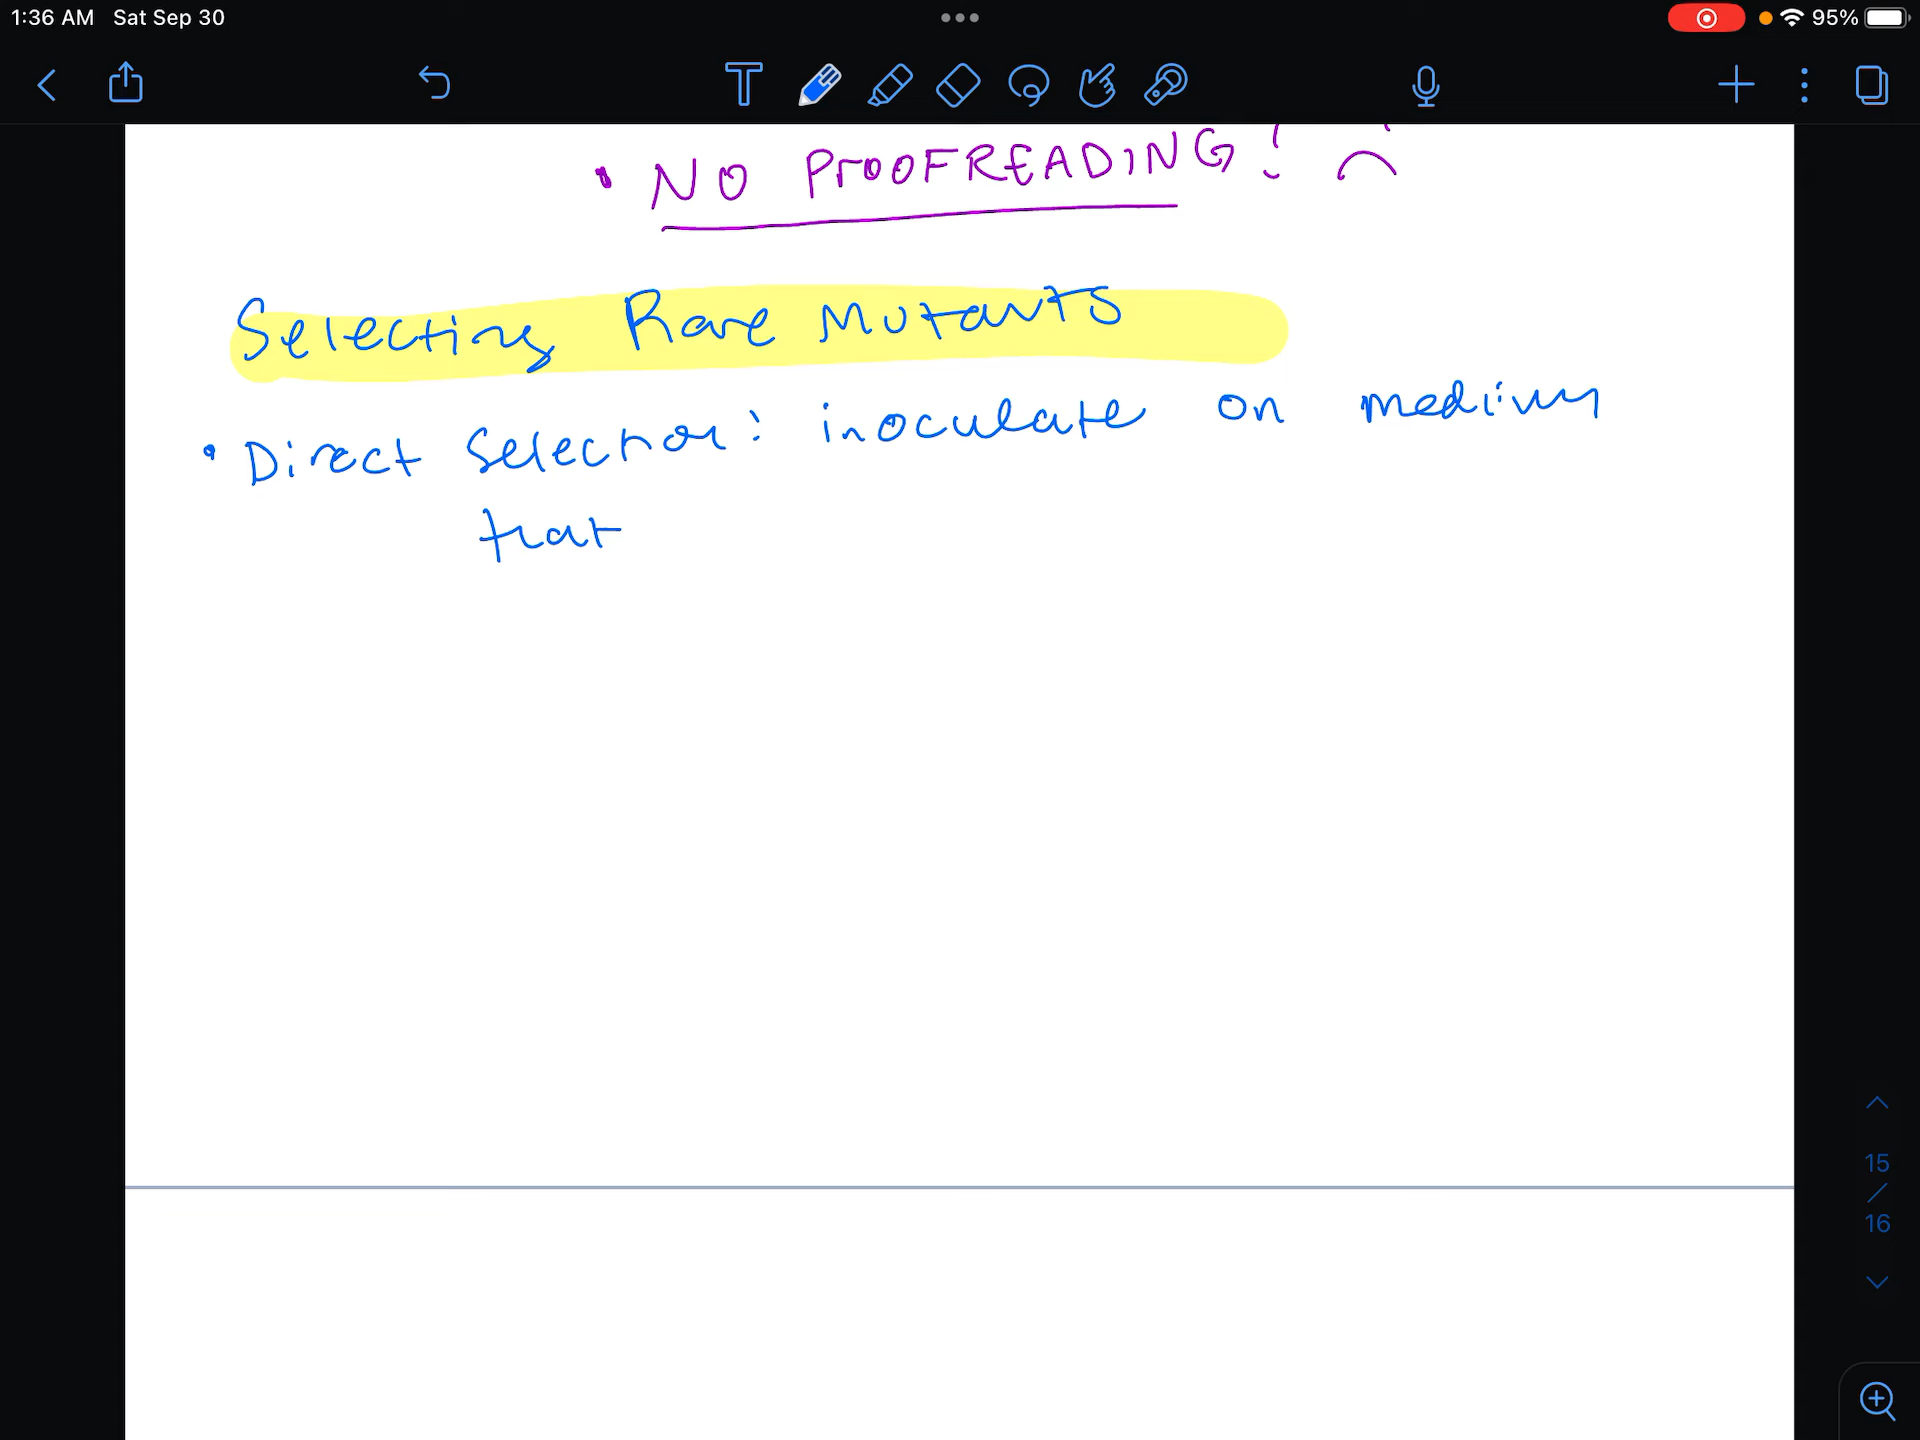 1:36 AM Sat Sep 30
95%
• NO PROOFREADING!
Selecting Rare Mutants
• Direct Selection: inoculate on medium
that
15
/
16